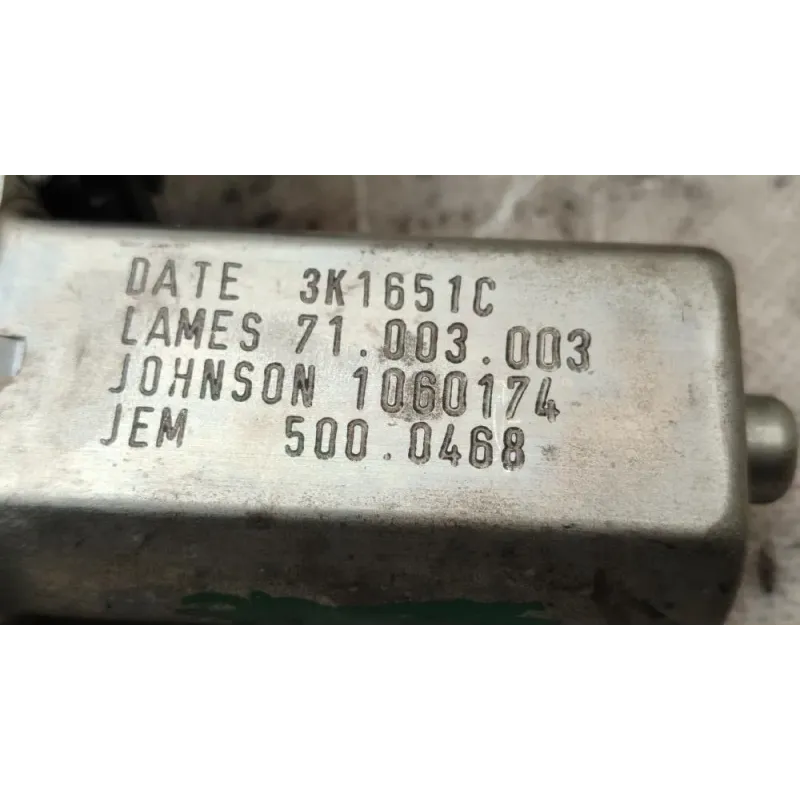 DATE 3K1651C
LAMES 71.003.003
JOHNSON 1060174
JEM 500.0468